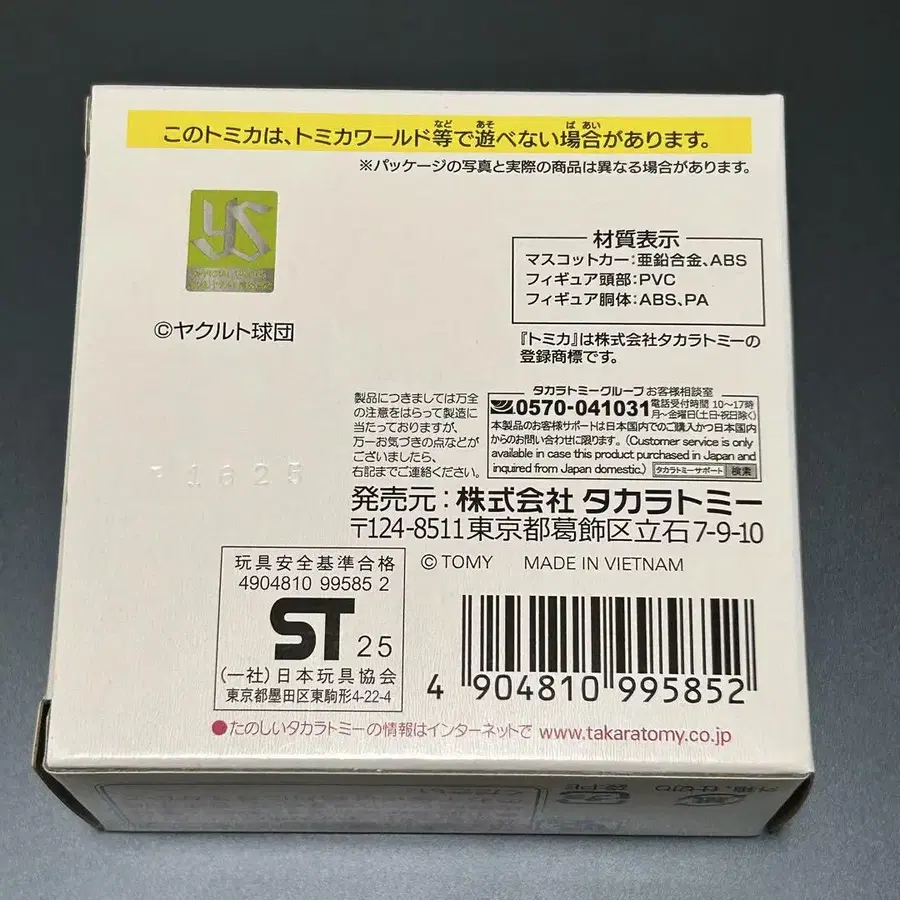 このトミカは、トミカワールド等で遊べない場合があります。
※パッケージの写真と実際の商品は異なる場合があります。
YS
©ヤクルト球団
材質表示
マスコットカー:亜鉛合金、ABS
フィギュア頭部:PVC
フィギュア胴体:ABS、PA
『トミカ』は株式会社タカラトミーの
登録商標です。
製品につきましては万全
の注意をはらって製造に
当たっておりますが、
万一お気づきの点などが
ございましたら、
右記までご連絡ください。
タカラトミーグループ お客様相談室
0570-041031 電話受付時間 10〜17時
月〜金曜日(土・日・祝日除く)
本製品のお客様サポートは日本国内でのご購入かつ日本国内
からのお問い合わせに限ります。(Customer service is only
available in case this product purchased in Japan and
inquired from Japan domestic.) タカラトミーサポート 検索
1625
発売元:株式会社 タカラトミー
〒124-8511 東京都葛飾区立石7-9-10
© TOMY MADE IN VIETNAM
玩具安全基準合格
4904810 99585 2
ST 25
(一社)日本玩具協会
東京都墨田区東駒形4-22-4
4 904810 995852
●たのしいタカラトミーの情報はインターネットで www.takaratomy.co.jp
外箱、仕切り
紙
袋:PE
プラ